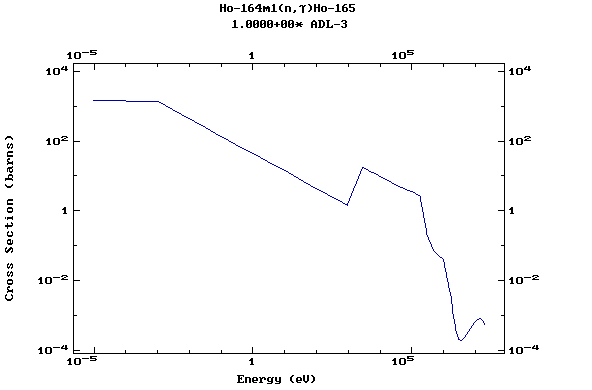 Ho-164m1(n,γ)Ho-165
1.0000+00* ADL-3
10⁻⁵ 1 10⁵
10⁴ 10⁴
10² 10²
1 1
10⁻² 10⁻²
10⁻⁴ 10⁻⁴
10⁻⁵ 1 10⁵
Cross Section (barns)
Energy (eV)